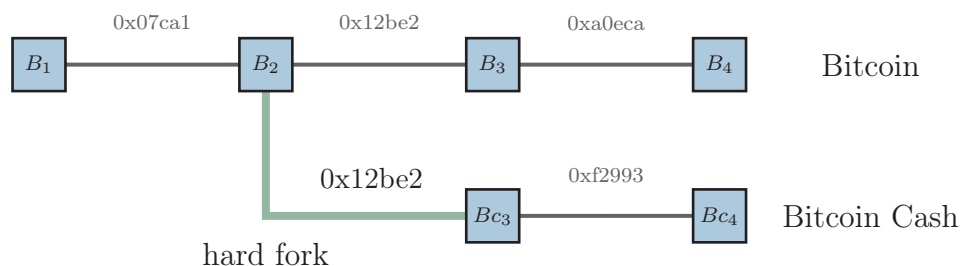 0x07ca1 0x12be2 0xa0eca
B1 B2 B3 B4 Bitcoin
0x12be2 0xf2993
Bc3 Bc4 Bitcoin Cash
hard fork